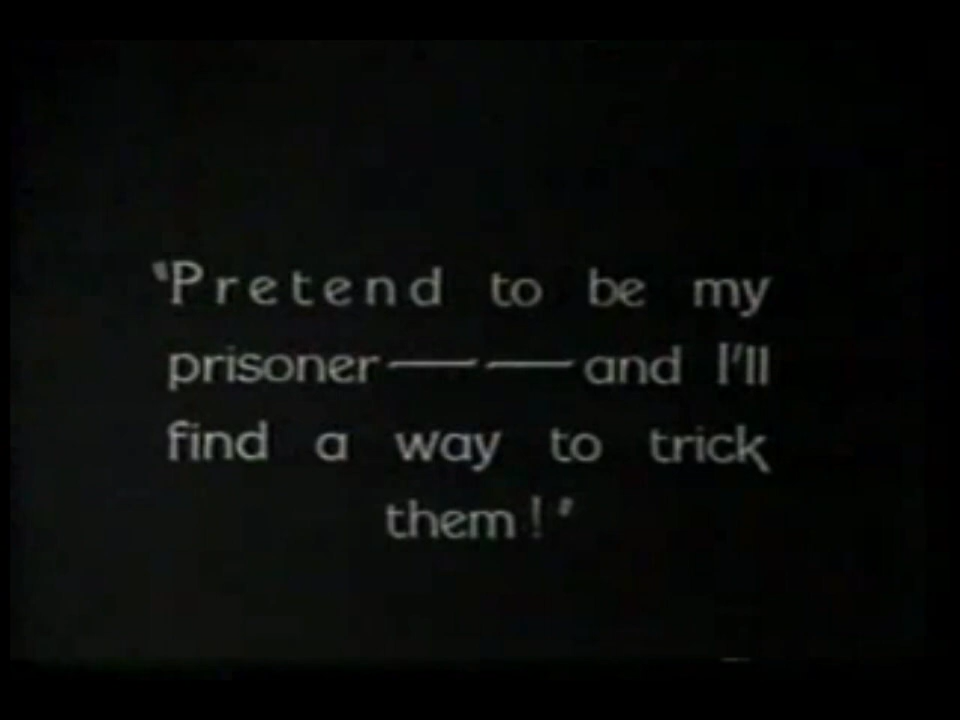 "Pretend to be my
prisoner — — and I'll
find a way to trick
them!"